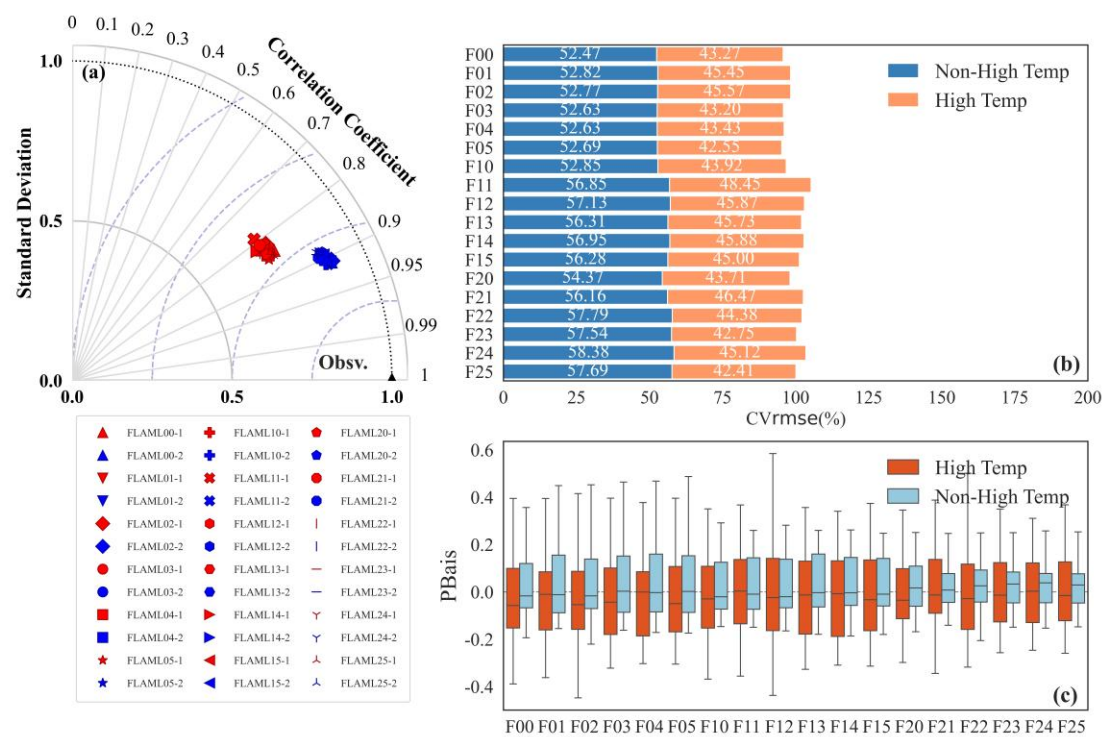 0 0.1 0.2 0.3 0.4 0.5 0.6 0.7 0.8 0.9 0.95 0.99 1
Correlation Coefficient
(a)
Standard Deviation
1.0
0.5
0.0
Obsv.
0.0 0.5 1.0
FLAML00-1 FLAML10-1 FLAML20-1
FLAML00-2 FLAML10-2 FLAML20-2
FLAML01-1 FLAML11-1 FLAML21-1
FLAML01-2 FLAML11-2 FLAML21-2
FLAML02-1 FLAML12-1 FLAML22-1
FLAML02-2 FLAML12-2 FLAML22-2
FLAML03-1 FLAML13-1 FLAML23-1
FLAML03-2 FLAML13-2 FLAML23-2
FLAML04-1 FLAML14-1 FLAML24-1
FLAML04-2 FLAML14-2 FLAML24-2
FLAML05-1 FLAML15-1 FLAML25-1
FLAML05-2 FLAML15-2 FLAML25-2
F00 52.47 43.27
F01 52.82 45.45
F02 52.77 45.57
F03 52.63 43.20
F04 52.63 43.43
F05 52.69 42.55
F10 52.85 43.92
F11 56.85 48.45
F12 57.13 45.87
F13 56.31 45.73
F14 56.95 45.88
F15 56.28 45.00
F20 54.37 43.71
F21 56.16 46.47
F22 57.79 44.38
F23 57.54 42.75
F24 58.38 45.12
F25 57.69 42.41
Non-High Temp
High Temp
(b)
0 25 50 75 100 125 150 175 200
CVrmse(%)
PBais
0.6
0.4
0.2
0.0
-0.2
-0.4
High Temp
Non-High Temp
(c)
F00 F01 F02 F03 F04 F05 F10 F11 F12 F13 F14 F15 F20 F21 F22 F23 F24 F25